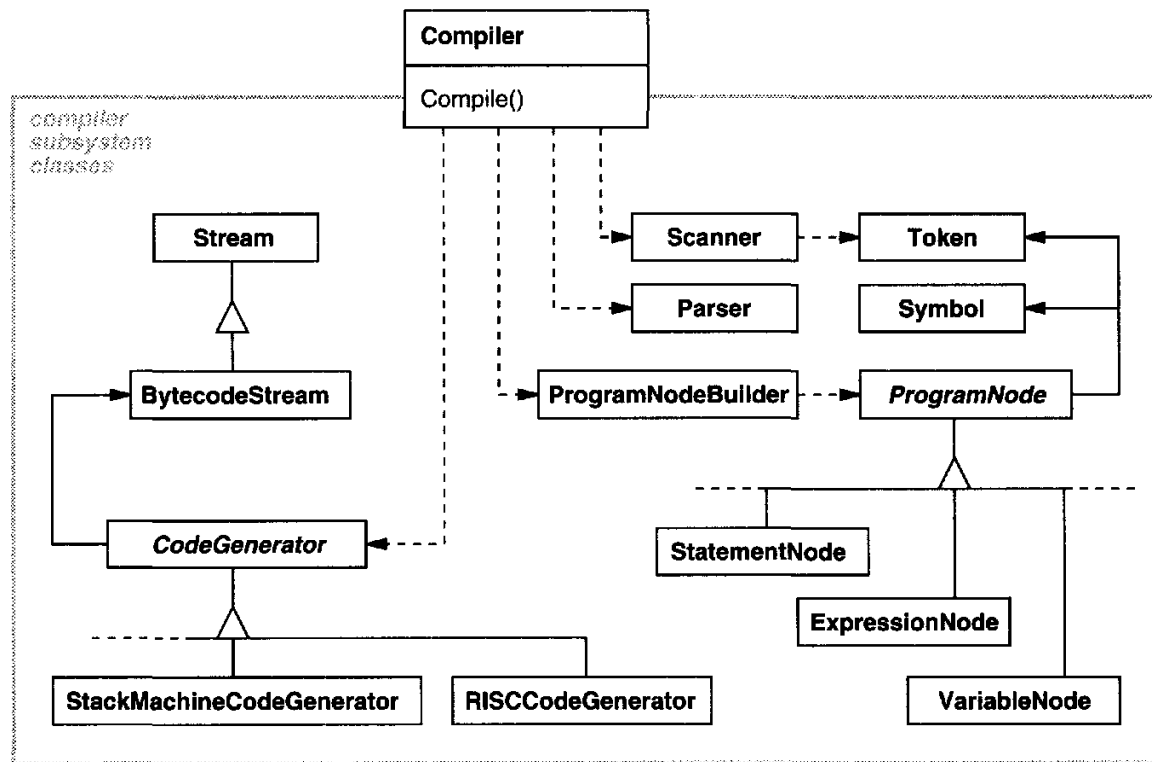 Compiler
Compile()
compiler
subsystem
classes
Stream
Scanner
Token
Parser
Symbol
BytecodeStream
ProgramNodeBuilder
ProgramNode
CodeGenerator
StatementNode
ExpressionNode
StackMachineCodeGenerator
RISCCodeGenerator
VariableNode